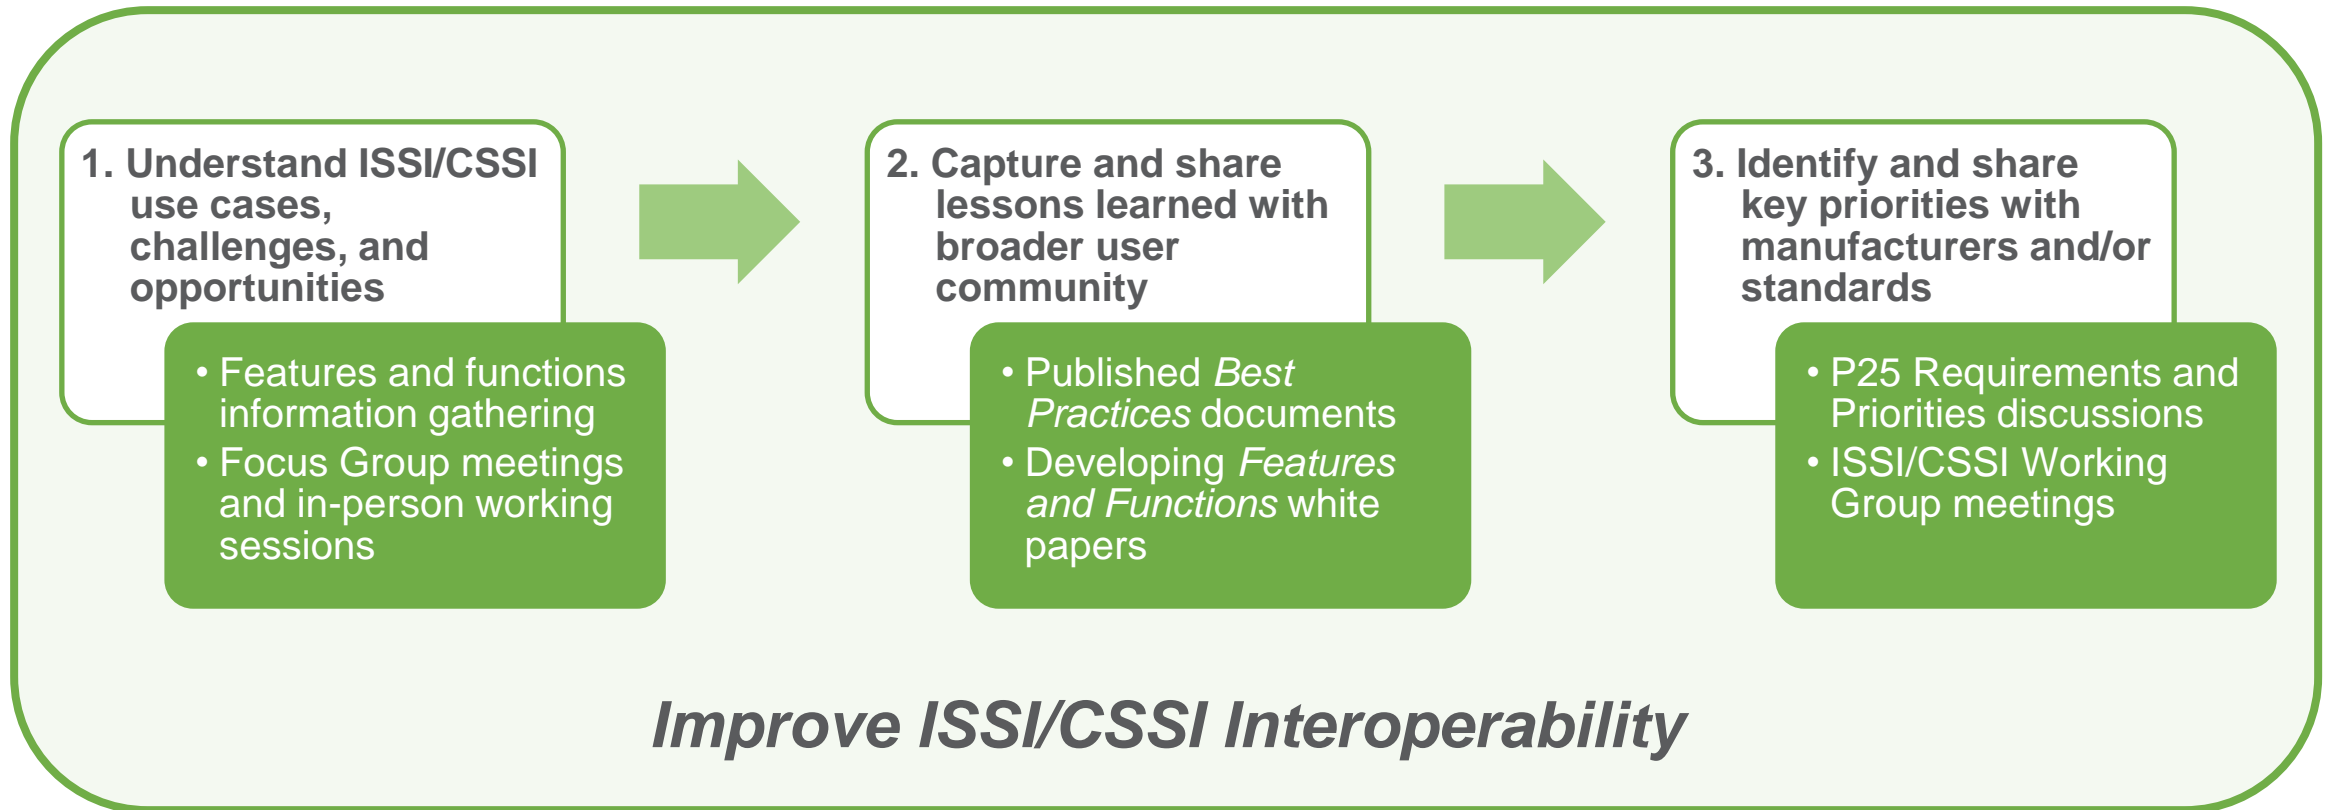 1. Understand ISSI/CSSI
use cases,
challenges, and
opportunities
• Features and functions
information gathering
• Focus Group meetings
and in-person working
sessions
2. Capture and share
lessons learned with
broader user
community
• Published Best
Practices documents
• Developing Features
and Functions white
papers
3. Identify and share
key priorities with
manufacturers and/or
standards
• P25 Requirements and
Priorities discussions
• ISSI/CSSI Working
Group meetings
Improve ISSI/CSSI Interoperability